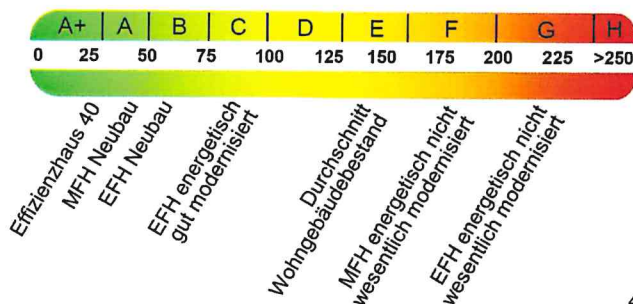 A+ A B C D E F G H
0 25 50 75 100 125 150 175 200 225 >250
Effizienzhaus 40
MFH Neubau
EFH Neubau
EFH energetisch
gut modernisiert
Durchschnitt
Wohngebäudebestand
MFH energetisch nicht
wesentlich modernisiert
EFH energetisch nicht
wesentlich modernisiert